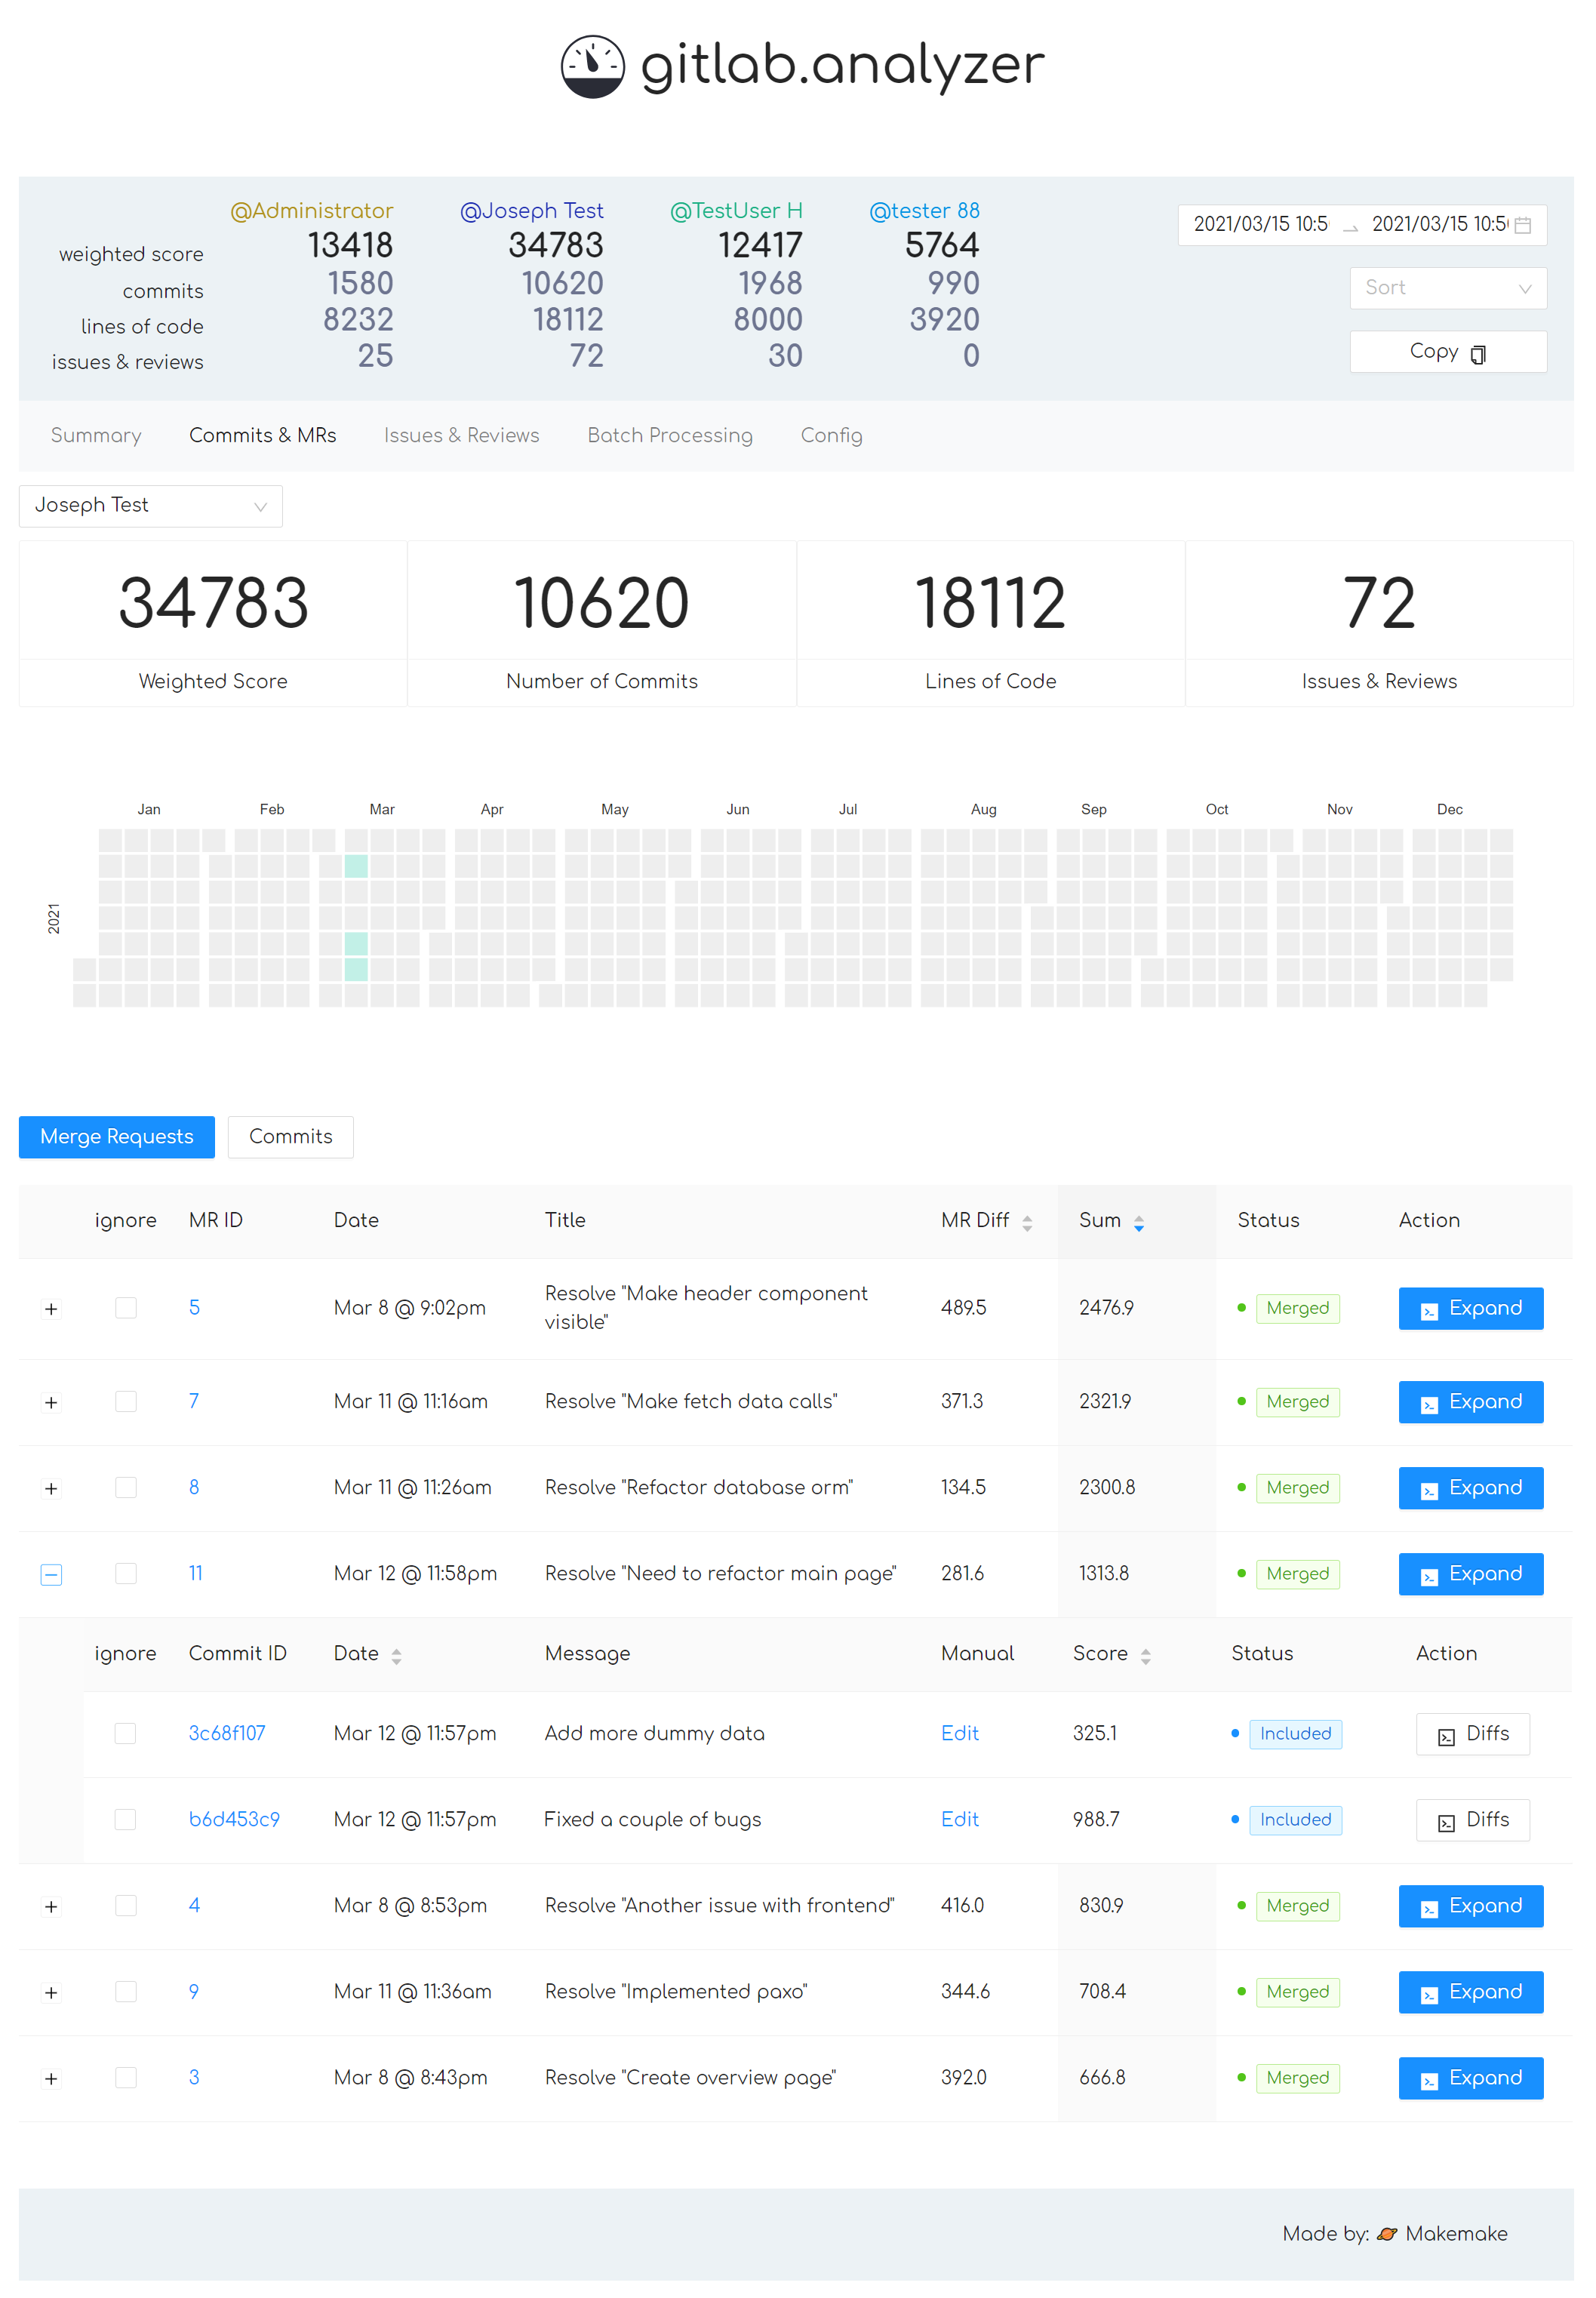 gitlab.analyzer
@Administrator @Joseph Test @TestUser H @tester 88
weighted score 13418 34783 12417 5764
commits 1580 10620 1968 990
lines of code 8232 18112 8000 3920
issues & reviews 25 72 30 0
2021/03/15 10:5 2021/03/15 10:5
Sort
Copy
Summary Commits & MRs Issues & Reviews Batch Processing Config
Joseph Test
34783 10620 18112 72
Weighted Score Number of Commits Lines of Code Issues & Reviews
Jan Feb Mar Apr May Jun Jul Aug Sep Oct Nov Dec
2021
Merge Requests Commits
ignore MR ID Date Title MR Diff Sum Status Action
5 Mar 8 @ 9:02pm Resolve "Make header component visible" 489.5 2476.9 Merged Expand
7 Mar 11 @ 11:16am Resolve "Make fetch data calls" 371.3 2321.9 Merged Expand
8 Mar 11 @ 11:26am Resolve "Refactor database orm" 134.5 2300.8 Merged Expand
11 Mar 12 @ 11:58pm Resolve "Need to refactor main page" 281.6 1313.8 Merged Expand
ignore Commit ID Date Message Manual Score Status Action
3c68f107 Mar 12 @ 11:57pm Add more dummy data Edit 325.1 Included Diffs
b6d453c9 Mar 12 @ 11:57pm Fixed a couple of bugs Edit 988.7 Included Diffs
4 Mar 8 @ 8:53pm Resolve "Another issue with frontend" 416.0 830.9 Merged Expand
9 Mar 11 @ 11:36am Resolve "Implemented paxo" 344.6 708.4 Merged Expand
3 Mar 8 @ 8:43pm Resolve "Create overview page" 392.0 666.8 Merged Expand
Made by: 🪐 Makemake